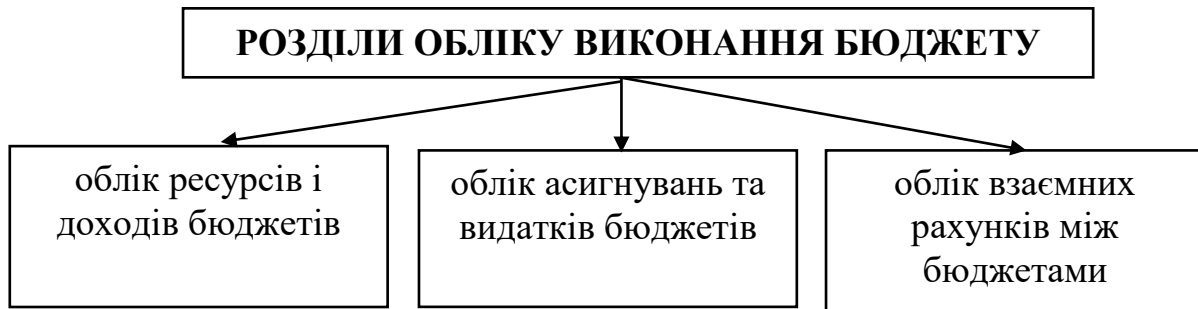 РОЗДІЛИ ОБЛІКУ ВИКОНАННЯ БЮДЖЕТУ
облік ресурсів і
доходів бюджетів
облік асигнувань та
видатків бюджетів
облік взаємних
рахунків між
бюджетами